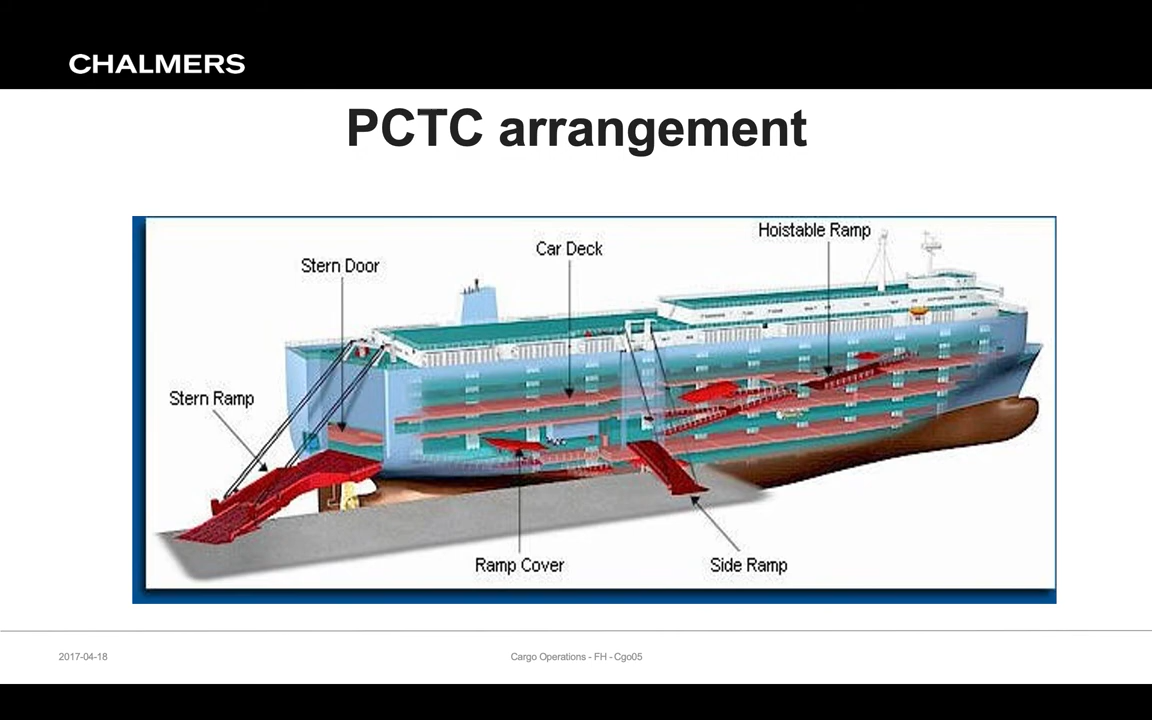 CHALMERS
PCTC arrangement
Hoistable Ramp
Car Deck
Stern Door
Stern Ramp
Ramp Cover
Side Ramp
2017-04-18
Cargo Operations - FH - Cgo05